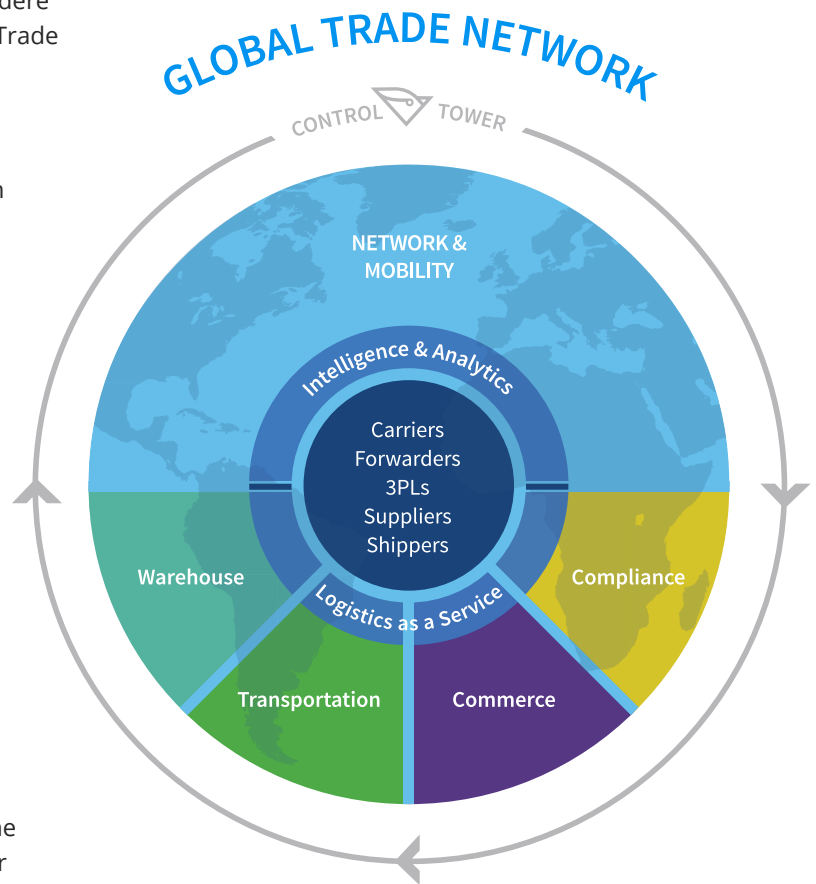 Trade
GLOBAL TRADE NETWORK
CONTROL TOWER
NETWORK &
MOBILITY
Intelligence & Analytics
Carriers
Forwarders
3PLs
Suppliers
Shippers
Logistics as a Service
Warehouse
Compliance
Transportation
Commerce